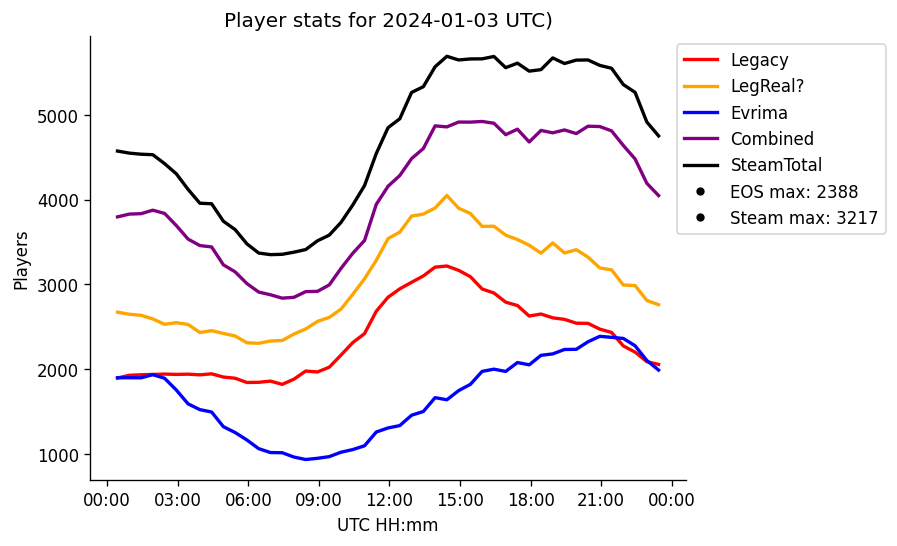 Player stats for 2024-01-03 UTC)
Players
5000
4000
3000
2000
1000
00:00 03:00 06:00 09:00 12:00 15:00 18:00 21:00 00:00
UTC HH:mm
Legacy
LegReal?
Evrima
Combined
SteamTotal
EOS max: 2388
Steam max: 3217